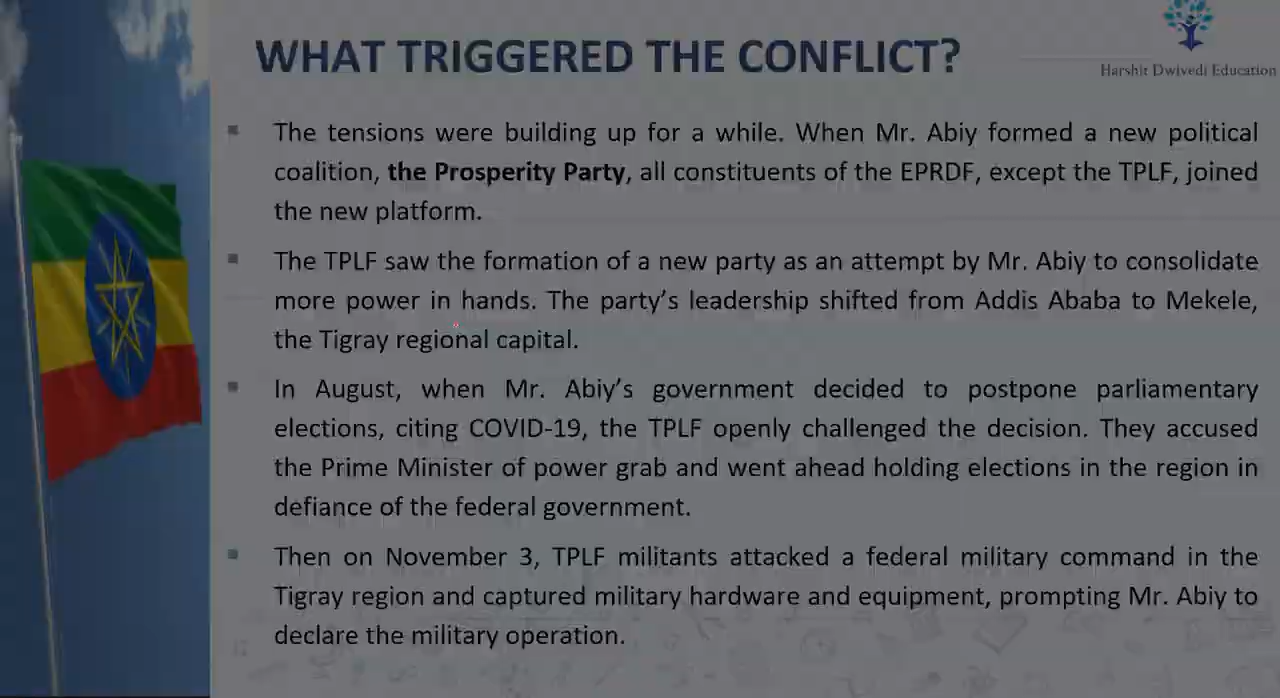 WHAT TRIGGERED THE CONFLICT?
Harshit Dwivedi Education
The tensions were building up for a while. When Mr. Abiy formed a new political
coalition, the Prosperity Party, all constituents of the EPRDF, except the TPLF, joined
the new platform.
The TPLF saw the formation of a new party as an attempt by Mr. Abiy to consolidate
more power in hands. The party's leadership shifted from Addis Ababa to Mekele,
the Tigray regional capital.
In August, when Mr. Abiy's government decided to postpone parliamentary
elections, citing COVID-19, the TPLF openly challenged the decision. They accused
the Prime Minister of power grab and went ahead holding elections in the region in
defiance of the federal government.
Then on November 3, TPLF militants attacked a federal military command in the
Tigray region and captured military hardware and equipment, prompting Mr. Abiy to
declare the military operation.